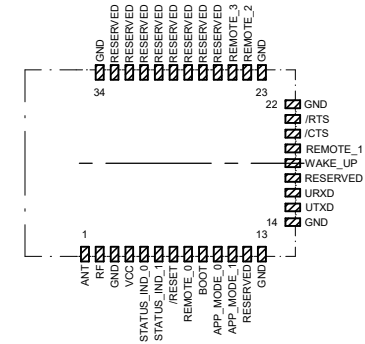 GND
RESERVED
RESERVED
RESERVED
RESERVED
RESERVED
RESERVED
RESERVED
RESERVED
REMOTE_3
REMOTE_2
GND
34
23
22 GND
/RTS
/CTS
REMOTE_1
WAKE_UP
RESERVED
URXD
UTXD
14 GND
1
13
ANT
RF
GND
VCC
STATUS_IND_0
STATUS_IND_1
/RESET
REMOTE_0
BOOT
APP_MODE_0
APP_MODE_1
RESERVED
GND